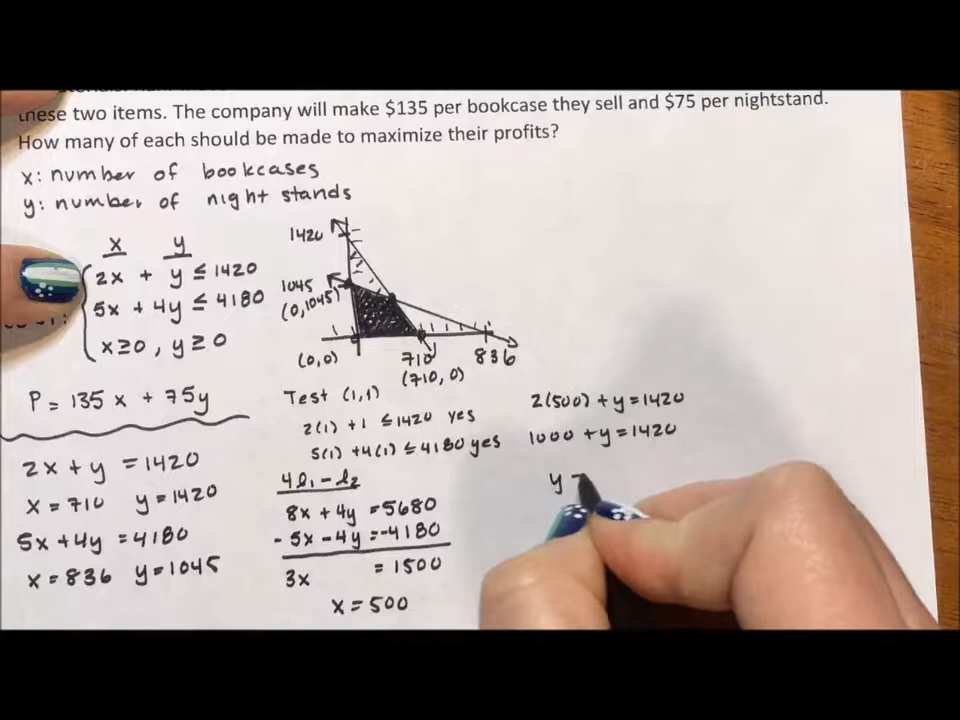 these two items. The company will make $135 per bookcase they sell and $75 per nightstand.
How many of each should be made to maximize their profits?
x: number of bookcases
y: number of night stands
x y
2x + y ≤ 1420
5x + 4y ≤ 4180
x ≥ 0, y ≥ 0
P = 135x + 75y
2x + y = 1420
x = 710 y = 1420
5x + 4y = 4180
x = 836 y = 1045
1420
1045
(0,1045)
(0,0)
710
836
(710, 0)
Test (1,1)
2(1) + 1 ≤ 1420 yes
5(1) + 4(1) ≤ 4180 yes
4l₁ - l₂
8x + 4y = 5680
- 5x - 4y = -4180
3x = 1500
x = 500
2(500) + y = 1420
1000 + y = 1420
y =